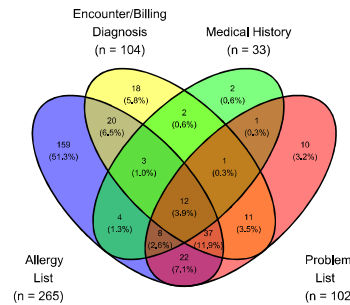 Encounter/Billing
Diagnosis
(n = 104)
Medical History
(n = 33)
18
(5.8%)
2
(0.6%)
20
(6.5%)
2
(0.6%)
1
(0.3%)
159
(51.3%)
10
(3.2%)
3
(1.0%)
1
(0.3%)
12
(3.9%)
4
(1.3%)
11
(3.5%)
8
(2.6%)
37
(11.9%)
22
(7.1%)
Allergy
List
(n = 265)
Problem
List
(n = 102